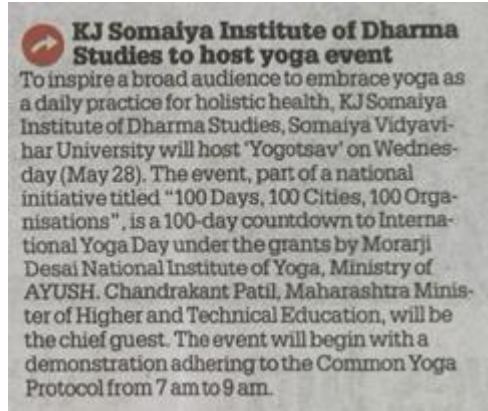 KJ Somaiya Institute of Dharma
Studies to host yoga event
To inspire a broad audience to embrace yoga as
a daily practice for holistic health, KJ Somaiya
Institute of Dharma Studies, Somaiya Vidyavi-
har University will host 'Yogotsav' on Wednes-
day (May 28). The event, part of a national
initiative titled "100 Days, 100 Cities, 100 Orga-
nisations", is a 100-day countdown to Interna-
tional Yoga Day under the grants by Morarji
Desai National Institute of Yoga, Ministry of
AYUSH. Chandrakant Patil, Maharashtra Minis-
ter of Higher and Technical Education, will be
the chief guest. The event will begin with a
demonstration adhering to the Common Yoga
Protocol from 7 am to 9 am.